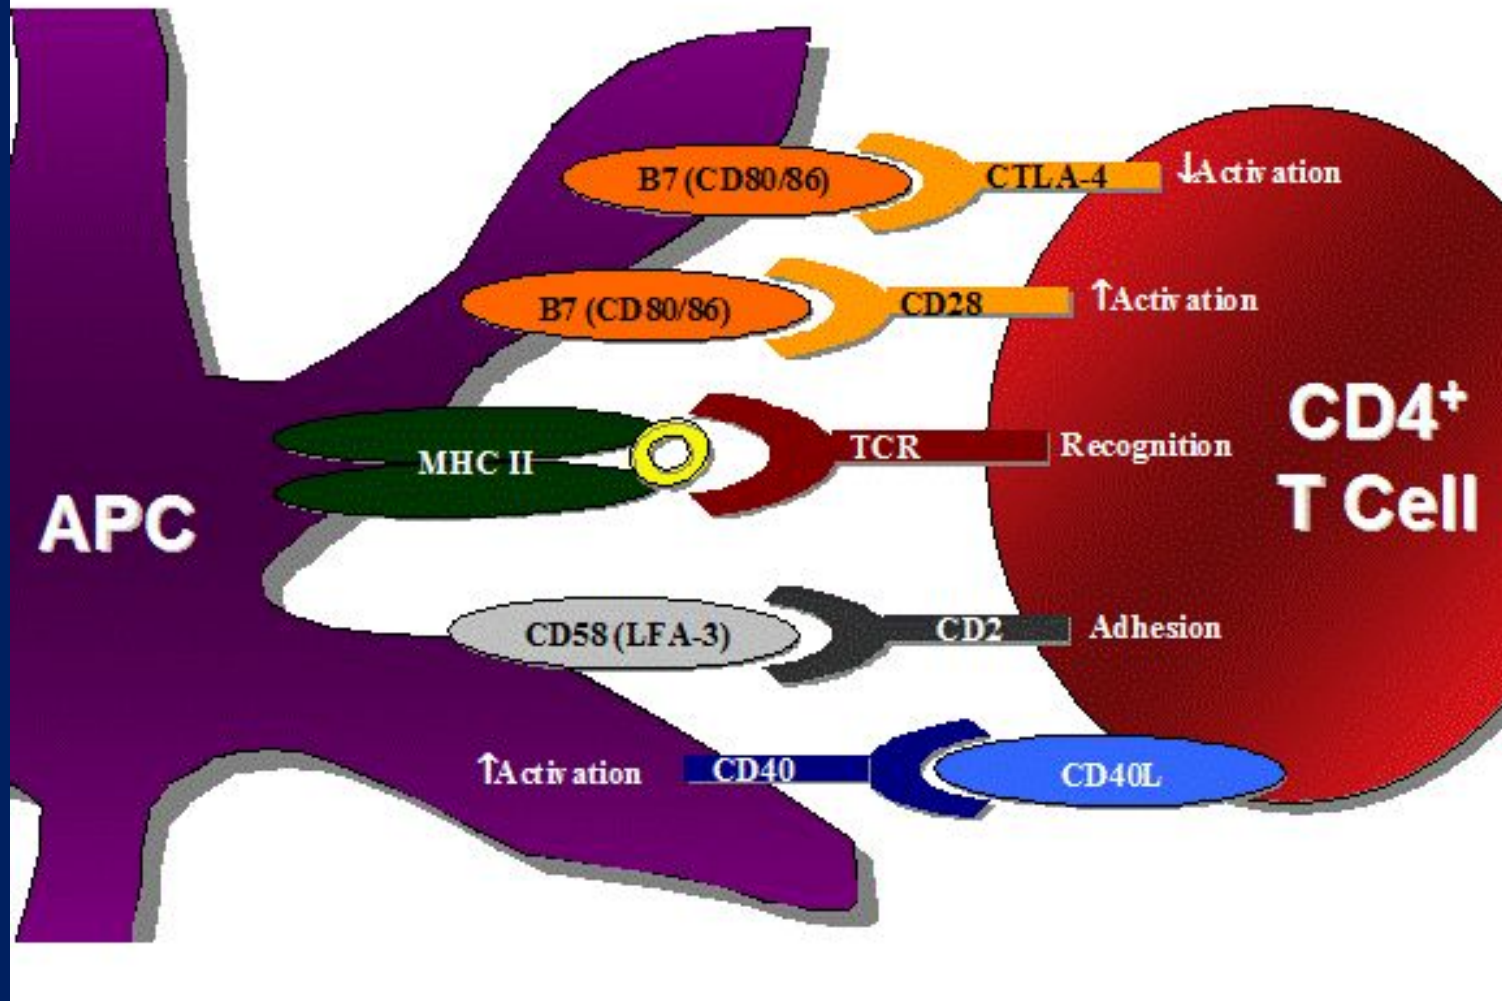 B7 (CD80/86) CTLA-4 ↓Activation
B7 (CD80/86) CD28 ↑Activation
MHC II TCR Recognition
CD4⁺
T Cell
APC
CD58 (LFA-3) CD2 Adhesion
↑Activation CD40 CD40L